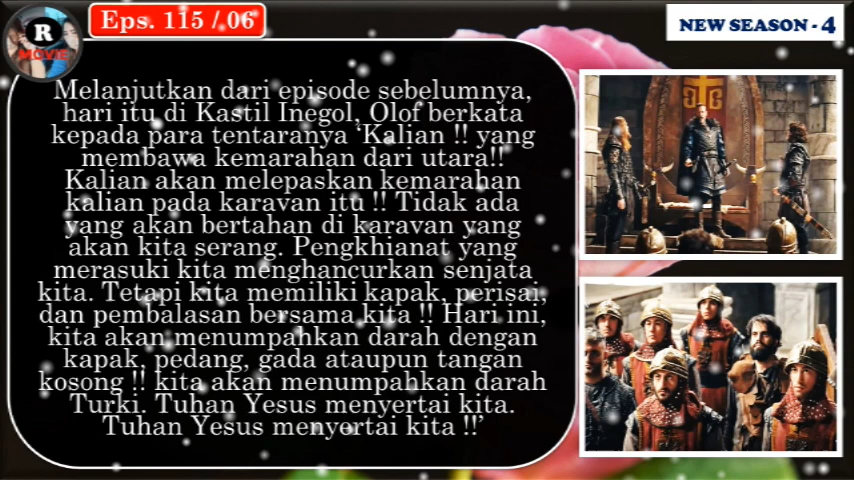 R
MOVIE
Eps. 115 /.06
NEW SEASON - 4
Melanjutkan dari episode sebelumnya,
hari itu di Kastil Inegol, Olof berkata
kepada para tentaranya ‘Kalian !! yang
membawa kemarahan dari utara!!
Kalian akan melepaskan kemarahan
kalian pada karavan itu !! Tidak ada
yang akan bertahan di karavan yang
akan kita serang. Pengkhianat yang
merasuki kita menghancurkan senjata
kita. Tetapi kita memiliki kapak, perisai,
dan pembalasan bersama kita !! Hari ini,
kita akan menumpahkan darah dengan
kapak, pedang, gada ataupun tangan
kosong !! kita akan menumpahkan darah
Turki. Tuhan Yesus menyertai kita.
Tuhan Yesus menyertai kita !!’